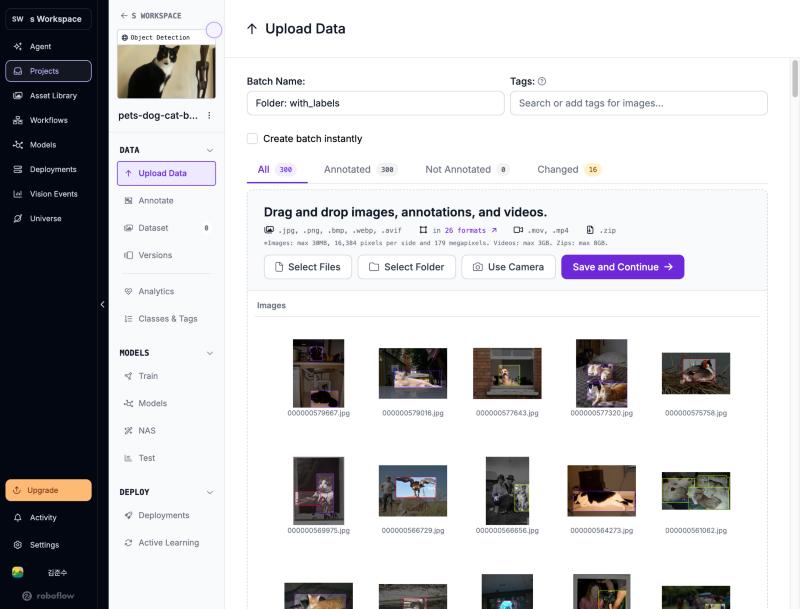 SW s Workspace
Agent
Projects
Asset Library
Workflows
Models
Deployments
Vision Events
Universe
Upgrade
Activity
Settings
김준수
roboflow
← S WORKSPACE
Object Detection
pets-dog-cat-b...
DATA
Upload Data
Annotate
Dataset 0
Versions
Analytics
Classes & Tags
MODELS
Train
Models
NAS
Test
DEPLOY
Deployments
Active Learning
Upload Data
Batch Name:
Folder: with_labels
Tags:
Search or add tags for images...
Create batch instantly
All 300 Annotated 300 Not Annotated 0 Changed 16
Drag and drop images, annotations, and videos.
.jpg, .png, .bmp, .webp, .avif in 26 formats ↗ .mov, .mp4 .zip
*Images: max 30MB, 16,384 pixels per side and 179 megapixels. Videos: max 3GB. Zips: max 8GB.
Select Files Select Folder Use Camera Save and Continue →
Images
000000579667.jpg 000000579016.jpg 000000577643.jpg 000000577320.jpg 000000575758.jpg
000000569975.jpg 000000566729.jpg 000000566656.jpg 000000564273.jpg 000000561062.jpg